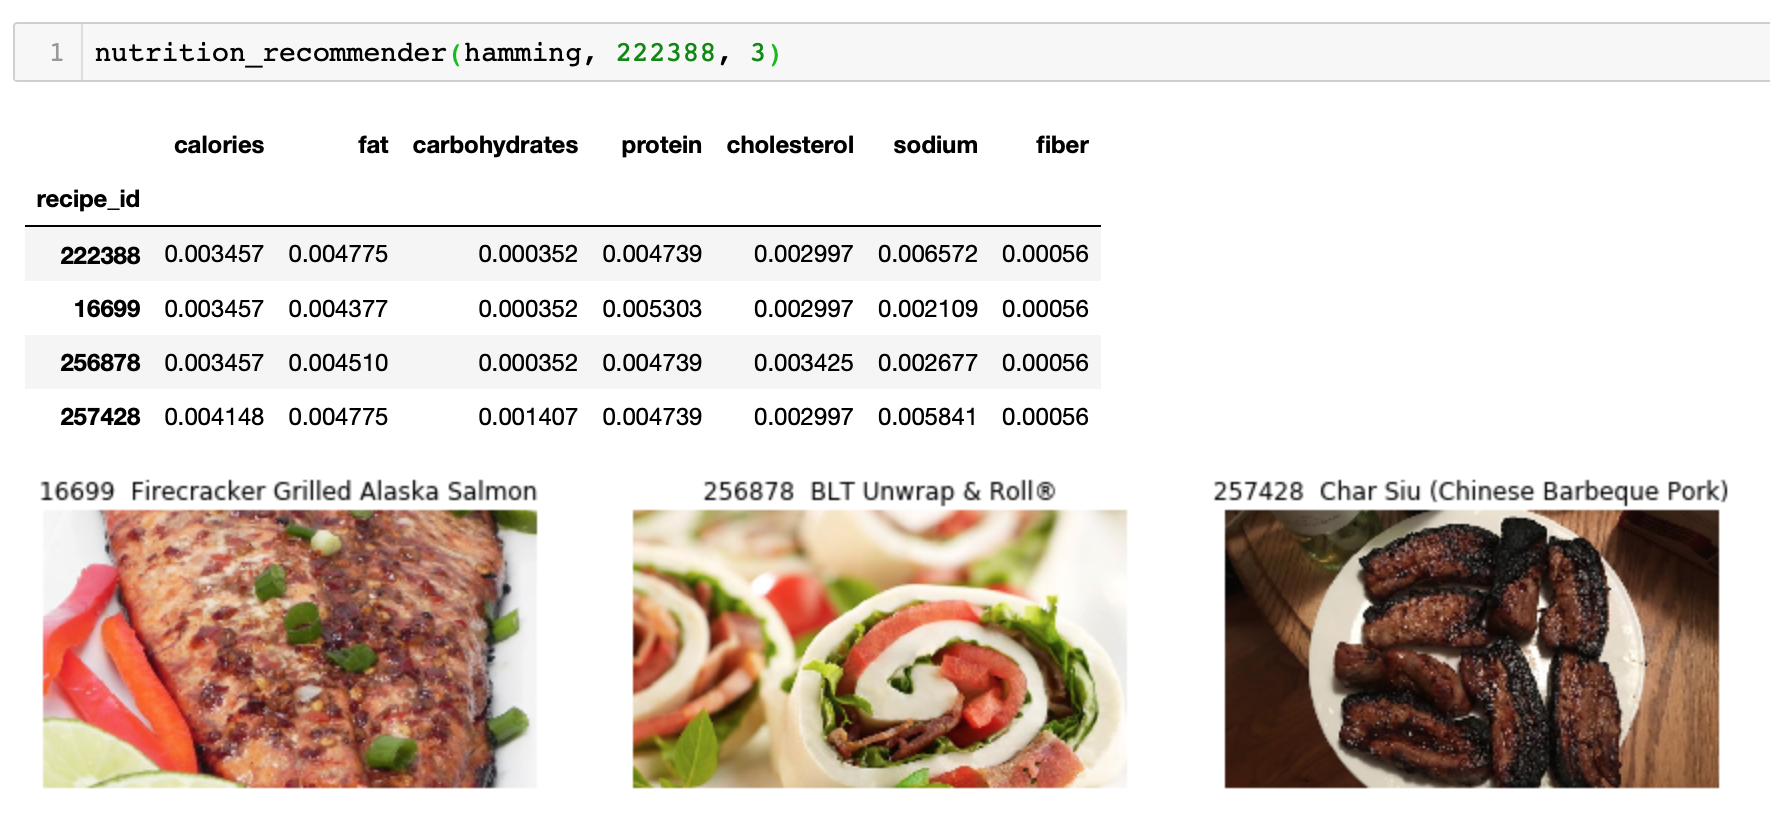 1 nutrition_recommender(hamming, 222388, 3)
calories fat carbohydrates protein cholesterol sodium fiber
recipe_id
222388 0.003457 0.004775 0.000352 0.004739 0.002997 0.006572 0.00056
16699 0.003457 0.004377 0.000352 0.005303 0.002997 0.002109 0.00056
256878 0.003457 0.004510 0.000352 0.004739 0.003425 0.002677 0.00056
257428 0.004148 0.004775 0.001407 0.004739 0.002997 0.005841 0.00056
16699 Firecracker Grilled Alaska Salmon
256878 BLT Unwrap & Roll®
257428 Char Siu (Chinese Barbeque Pork)